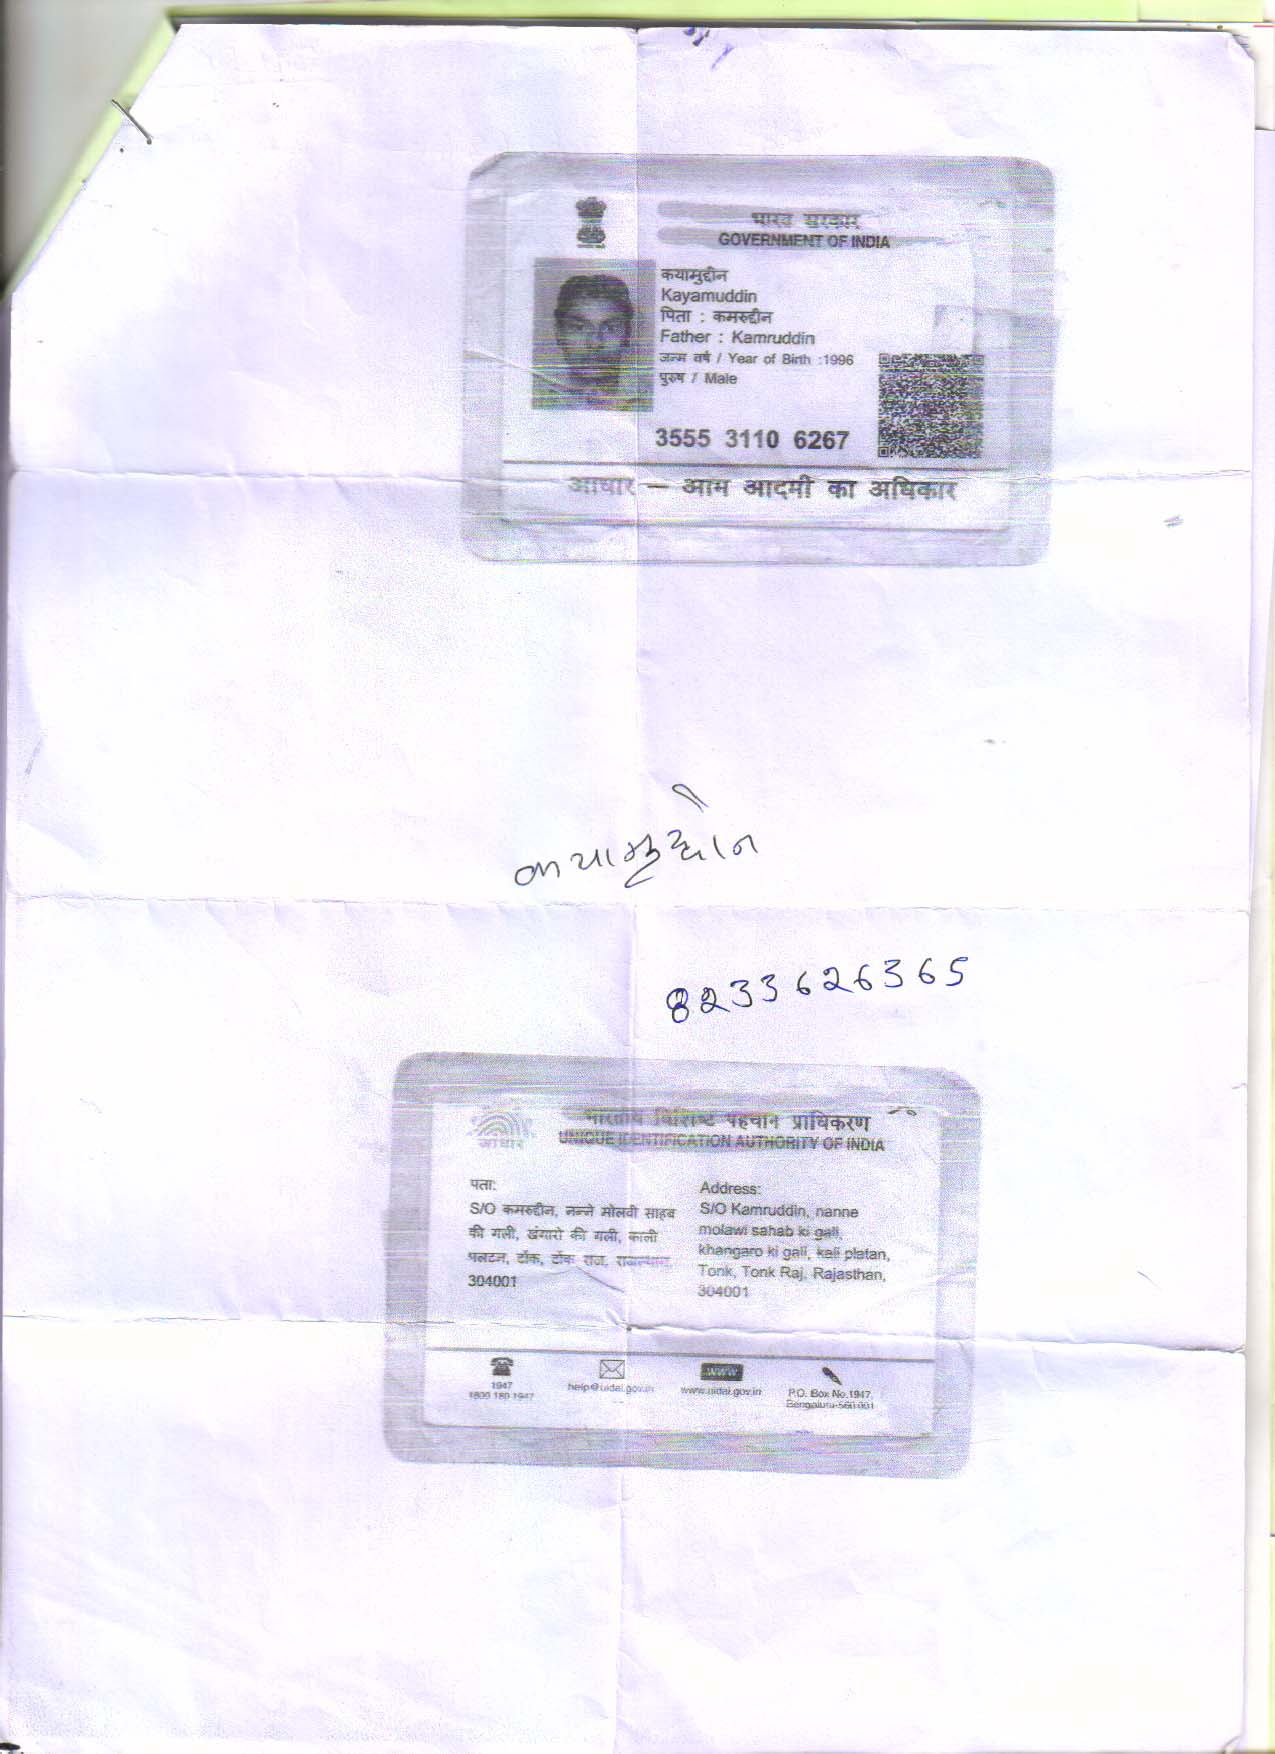 भारत सरकार
GOVERNMENT OF INDIA
कयामुद्दीन
Kayamuddin
पिता : कमरुद्दीन
Father : Kamruddin
जन्म वर्ष / Year of Birth :1996
पुरुष / Male
3555 3110 6267
आधार – आम आदमी का अधिकार
8233626365
भारतीय विशिष्ट पहचान प्राधिकरण
UNIQUE IDENTIFICATION AUTHORITY OF INDIA
आधार
पता:
S/O कमरुद्दीन, नन्ने मोलवी साहब
की गली, खंगारो की गली, काली
पलटन, टोंक, टोंक राज, राजस्थान,
304001
Address:
S/O Kamruddin, nanne
molawi sahab ki gali,
khangaro ki gali, kali platan,
Tonk, Tonk Raj, Rajasthan,
304001
1947
1800 180 1947
help@uidai.gov.in
www
www.uidai.gov.in
P.O. Box No.1947,
Bengaluru-560 001